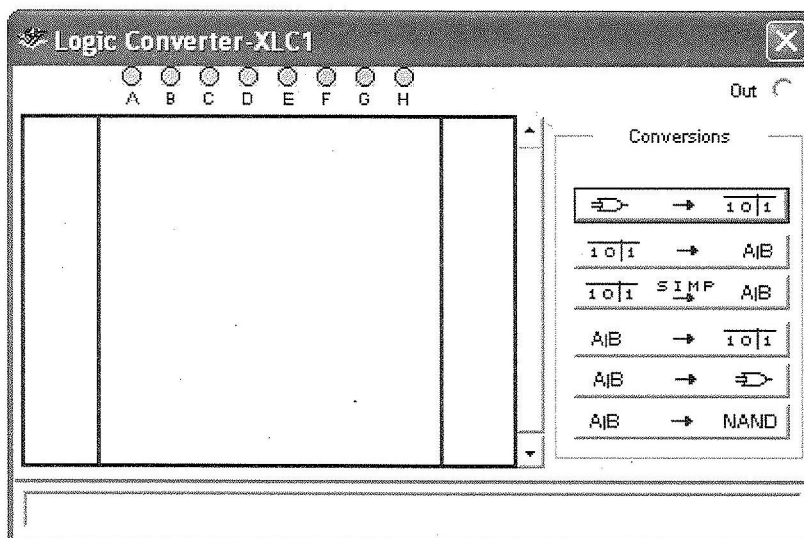 Logic Converter-XLC1
A B C D E F G H
Out
Conversions
→ 1 0 | 1
1 0 | 1 → A|B
1 0 | 1 SIMP → A|B
A|B → 1 0 | 1
A|B →
A|B → NAND